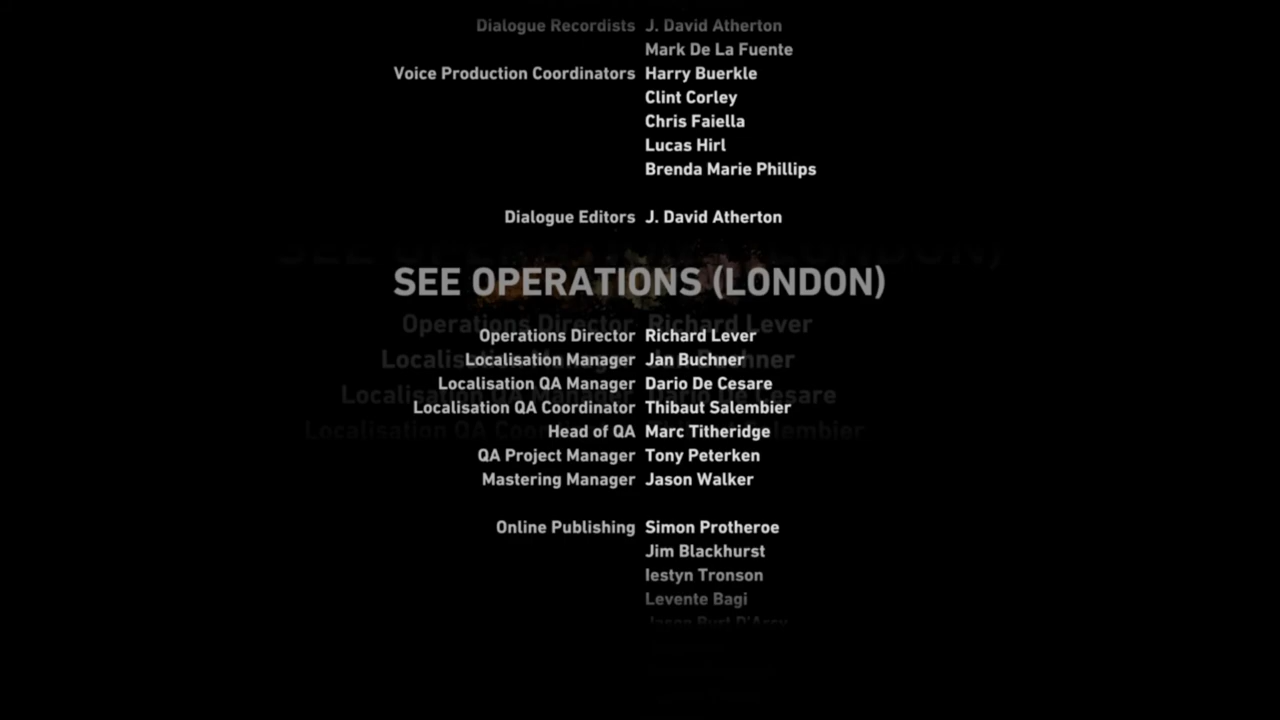 Dialogue Recordists J. David Atherton
Mark De La Fuente
Voice Production Coordinators Harry Buerkle
Clint Corley
Chris Faiella
Lucas Hirl
Brenda Marie Phillips
Dialogue Editors J. David Atherton
SEE OPERATIONS (LONDON)
Operations Director Richard Lever
Localisation Manager Jan Buchner
Localisation QA Manager Dario De Cesare
Localisation QA Coordinator Thibaut Salembier
Head of QA Marc Titheridge
QA Project Manager Tony Peterken
Mastering Manager Jason Walker
Online Publishing Simon Protheroe
Jim Blackhurst
Iestyn Tronson
Levente Bagi